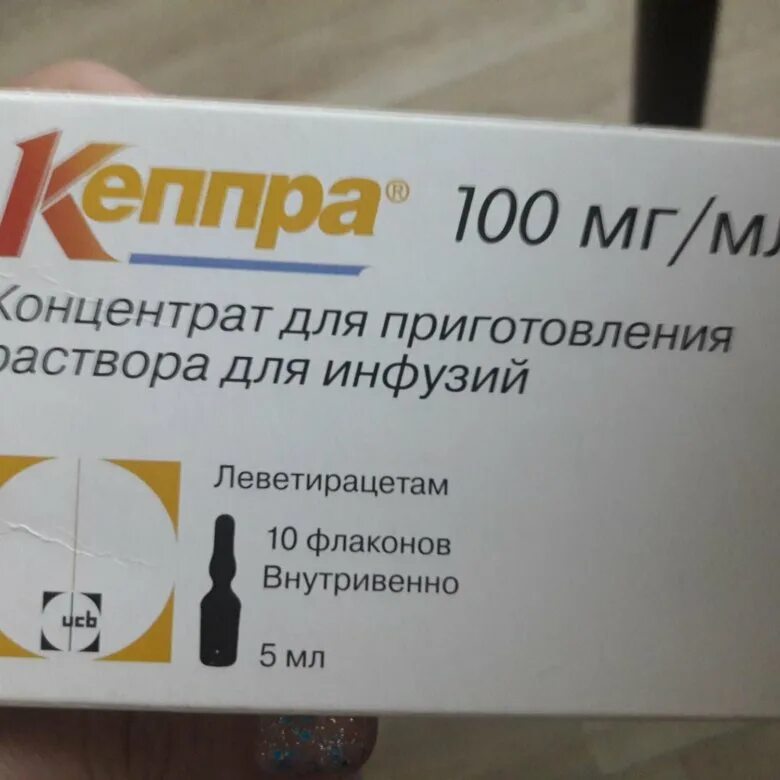 Кеппра® 100 мг/мл
Концентрат для приготовления
раствора для инфузий
Леветирацетам
10 флаконов
Внутривенно
5 мл
ucb